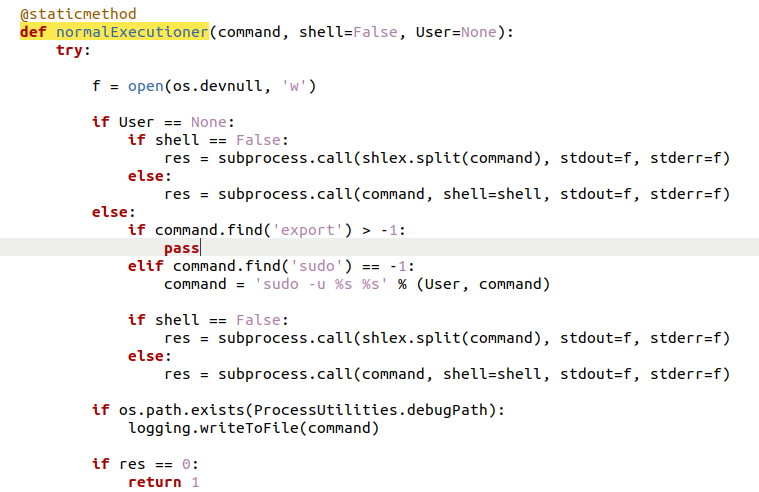 @staticmethod
def normalExecutioner(command, shell=False, User=None):
    try:

        f = open(os.devnull, 'w')

        if User == None:
            if shell == False:
                res = subprocess.call(shlex.split(command), stdout=f, stderr=f)
            else:
                res = subprocess.call(command, shell=shell, stdout=f, stderr=f)
        else:
            if command.find('export') > -1:
                pass
            elif command.find('sudo') == -1:
                command = 'sudo -u %s %s' % (User, command)

            if shell == False:
                res = subprocess.call(shlex.split(command), stdout=f, stderr=f)
            else:
                res = subprocess.call(command, shell=shell, stdout=f, stderr=f)

        if os.path.exists(ProcessUtilities.debugPath):
            logging.writeToFile(command)

        if res == 0:
            return 1